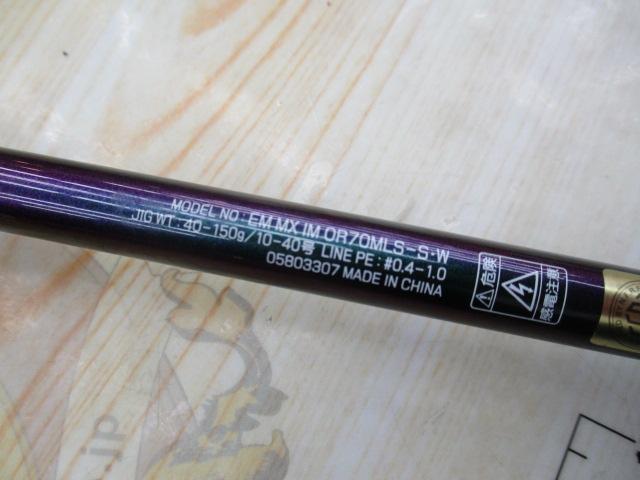 MODEL NO : EM MX IM OR70MLS-S・W
JIG WT : 40-150g/10-40号 LINE PE : #0.4-1.0
05803307 MADE IN CHINA
危険
感電注意
.jp